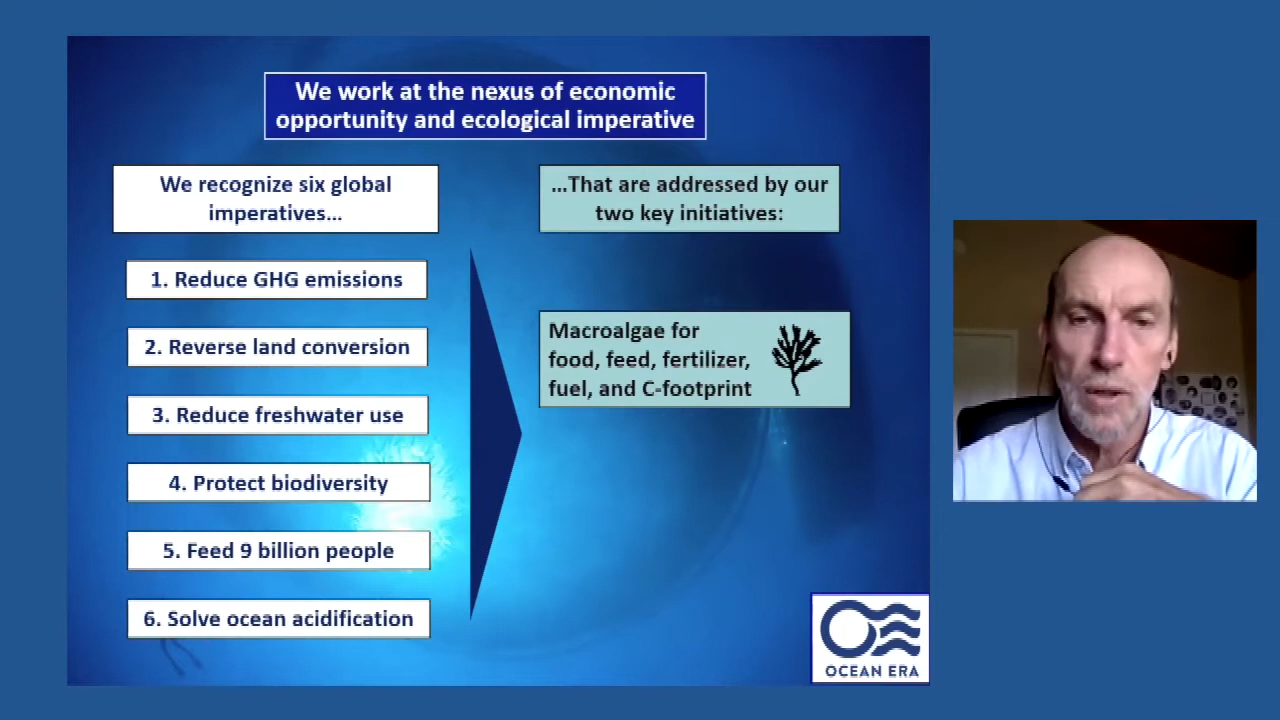 We work at the nexus of economic
opportunity and ecological imperative
We recognize six global
imperatives…
1. Reduce GHG emissions
2. Reverse land conversion
3. Reduce freshwater use
4. Protect biodiversity
5. Feed 9 billion people
6. Solve ocean acidification
…That are addressed by our
two key initiatives:
Macroalgae for
food, feed, fertilizer,
fuel, and C-footprint
OCEAN ERA